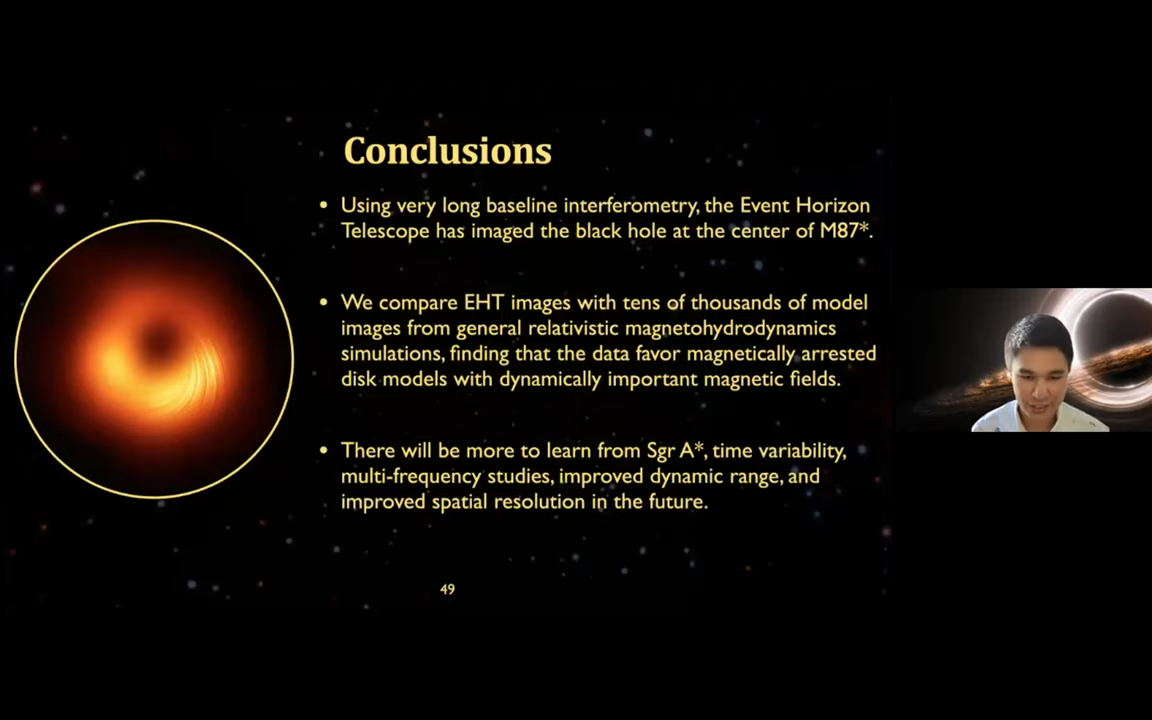 Conclusions
• Using very long baseline interferometry, the Event Horizon
Telescope has imaged the black hole at the center of M87*.
• We compare EHT images with tens of thousands of model
images from general relativistic magnetohydrodynamics
simulations, finding that the data favor magnetically arrested
disk models with dynamically important magnetic fields.
• There will be more to learn from Sgr A*, time variability,
multi-frequency studies, improved dynamic range, and
improved spatial resolution in the future.
49